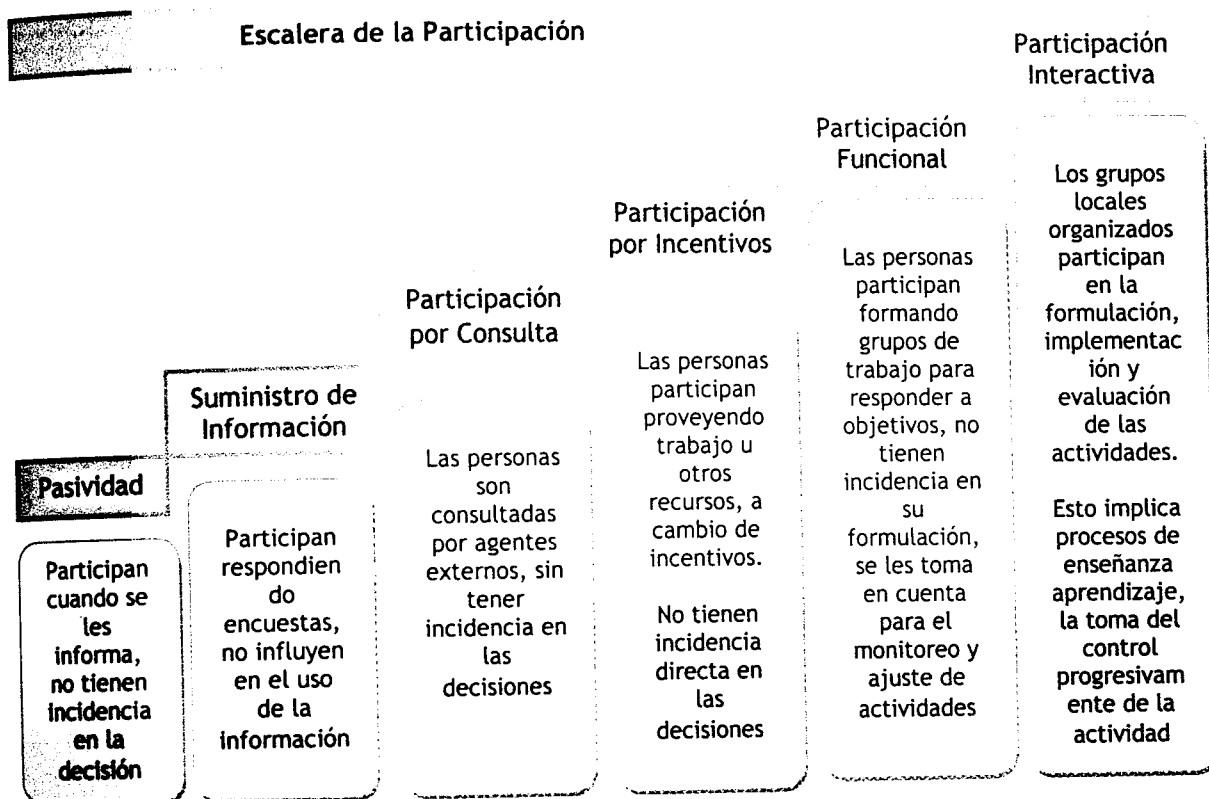 Escalera de la Participación
Pasividad
Participan
cuando se
les
informa,
no tienen
incidencia
en la
decisión
Suministro de
Información
Participan
respondien
do
encuestas,
no influyen
en el uso
de la
información
Participación
por Consulta
Las personas
son
consultadas
por agentes
externos, sin
tener
incidencia en
las
decisiones
Participación
por Incentivos
Las personas
participan
proveyendo
trabajo u
otros
recursos, a
cambio de
incentivos.
No tienen
incidencia
directa en
las
decisiones
Participación
Funcional
Las personas
participan
formando
grupos de
trabajo para
responder a
objetivos, no
tienen
incidencia en
su
formulación,
se les toma
en cuenta
para el
monitoreo y
ajuste de
actividades
Participación
Interactiva
Los grupos
locales
organizados
participan
en la
formulación,
implementac
ión y
evaluación
de las
actividades.
Esto implica
procesos de
enseñanza
aprendizaje,
la toma del
control
progresivam
ente de la
actividad